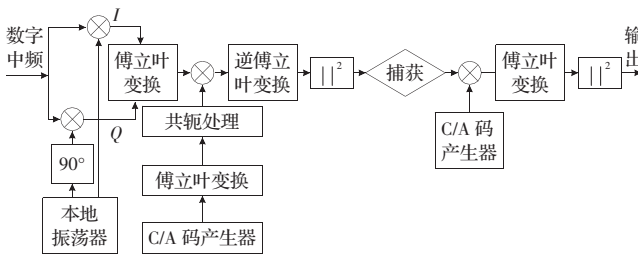 数字
中频
I
Q
90°
本地
振荡器
傅立叶
变换
共轭处理
傅立叶变换
C/A 码产生器
逆傅立
叶变换
||²
捕获
C/A 码
产生器
傅立叶
变换
||²
输
出